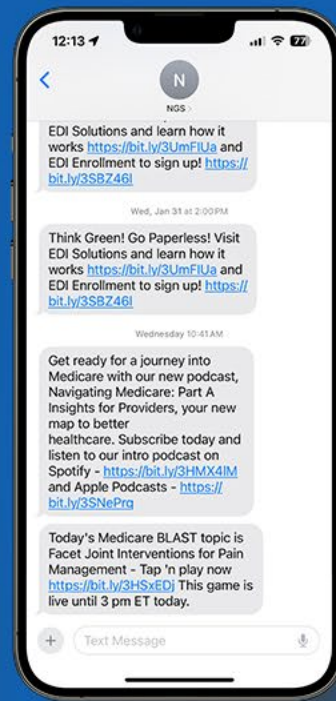 12:13
77
N
NGS >
EDI Solutions and learn how it
works https://bit.ly/3UmFlUa and
EDI Enrollment to sign up! https://
bit.ly/3SBZ46l
Wed, Jan 31 at 2:00 PM
Think Green! Go Paperless! Visit
EDI Solutions and learn how it
works https://bit.ly/3UmFlUa and
EDI Enrollment to sign up! https://
bit.ly/3SBZ46l
Wednesday 10:41 AM
Get ready for a journey into
Medicare with our new podcast,
Navigating Medicare: Part A
Insights for Providers, your new
map to better
healthcare. Subscribe today and
listen to our intro podcast on
Spotify - https://bit.ly/3HMX4lM
and Apple Podcasts - https://
bit.ly/3SNePrq
Today's Medicare BLAST topic is
Facet Joint Interventions for Pain
Management - Tap 'n play now
https://bit.ly/3HSxEDj This game is
live until 3 pm ET today.
Text Message